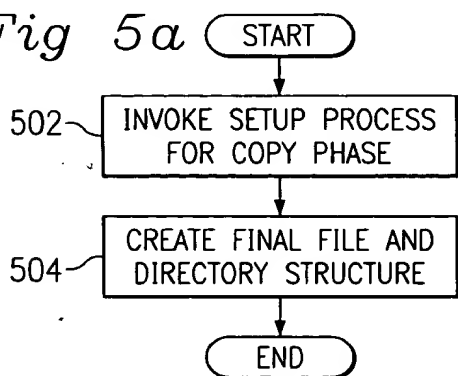 Fig 5a
START
502
INVOKE SETUP PROCESS
FOR COPY PHASE
504
CREATE FINAL FILE AND
DIRECTORY STRUCTURE
END